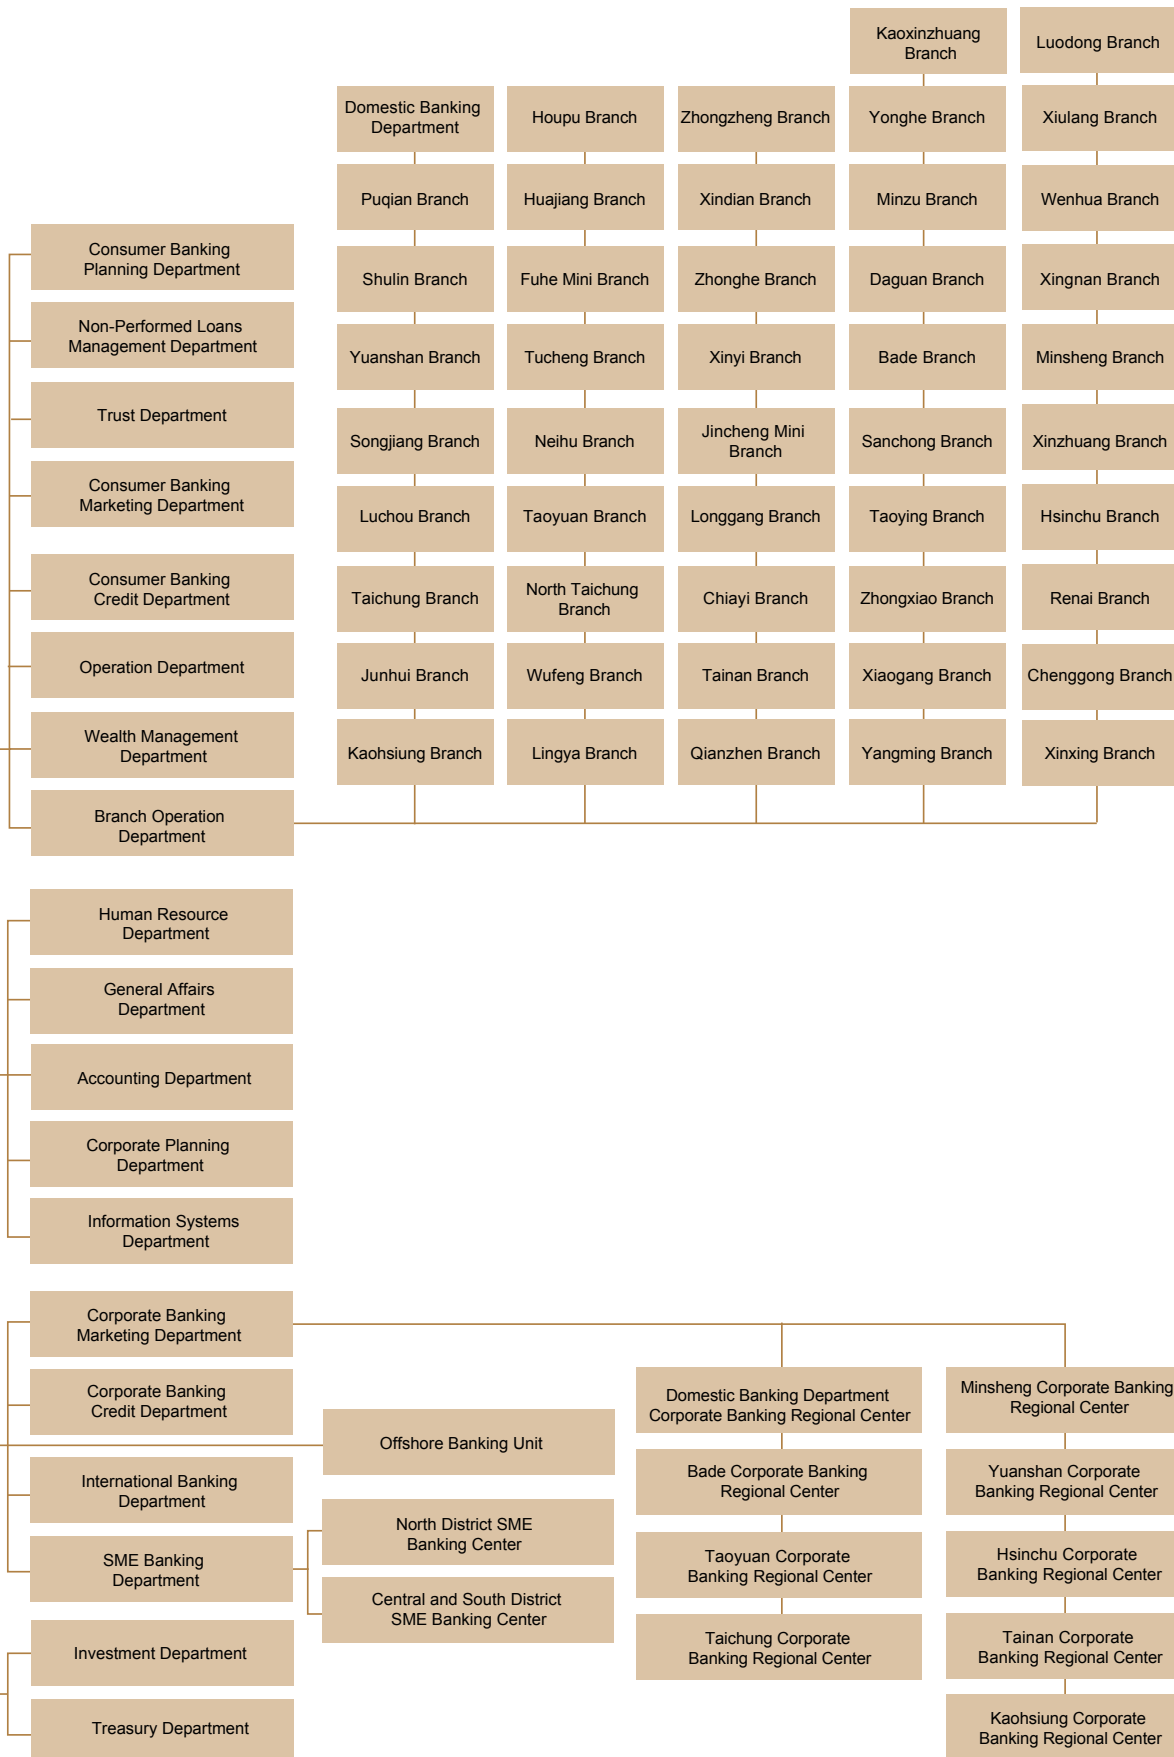 Kaoxinzhuang
Branch
Luodong Branch
Domestic Banking
Department
Houpu Branch
Zhongzheng Branch
Yonghe Branch
Xiulang Branch
Puqian Branch
Huajiang Branch
Xindian Branch
Minzu Branch
Wenhua Branch
Shulin Branch
Fuhe Mini Branch
Zhonghe Branch
Daguan Branch
Xingnan Branch
Yuanshan Branch
Tucheng Branch
Xinyi Branch
Bade Branch
Minsheng Branch
Songjiang Branch
Neihu Branch
Jincheng Mini
Branch
Sanchong Branch
Xinzhuang Branch
Luchou Branch
Taoyuan Branch
Longgang Branch
Taoying Branch
Hsinchu Branch
Taichung Branch
North Taichung
Branch
Chiayi Branch
Zhongxiao Branch
Renai Branch
Junhui Branch
Wufeng Branch
Tainan Branch
Xiaogang Branch
Chenggong Branch
Kaohsiung Branch
Lingya Branch
Qianzhen Branch
Yangming Branch
Xinxing Branch
Consumer Banking
Planning Department
Non-Performed Loans
Management Department
Trust Department
Consumer Banking
Marketing Department
Consumer Banking
Credit Department
Operation Department
Wealth Management
Department
Branch Operation
Department
Human Resource
Department
General Affairs
Department
Accounting Department
Corporate Planning
Department
Information Systems
Department
Corporate Banking
Marketing Department
Corporate Banking
Credit Department
International Banking
Department
SME Banking
Department
Investment Department
Treasury Department
Offshore Banking Unit
North District SME
Banking Center
Central and South District
SME Banking Center
Domestic Banking Department
Corporate Banking Regional Center
Bade Corporate Banking
Regional Center
Taoyuan Corporate
Banking Regional Center
Taichung Corporate
Banking Regional Center
Minsheng Corporate Banking
Regional Center
Yuanshan Corporate
Banking Regional Center
Hsinchu Corporate
Banking Regional Center
Tainan Corporate
Banking Regional Center
Kaohsiung Corporate
Banking Regional Center